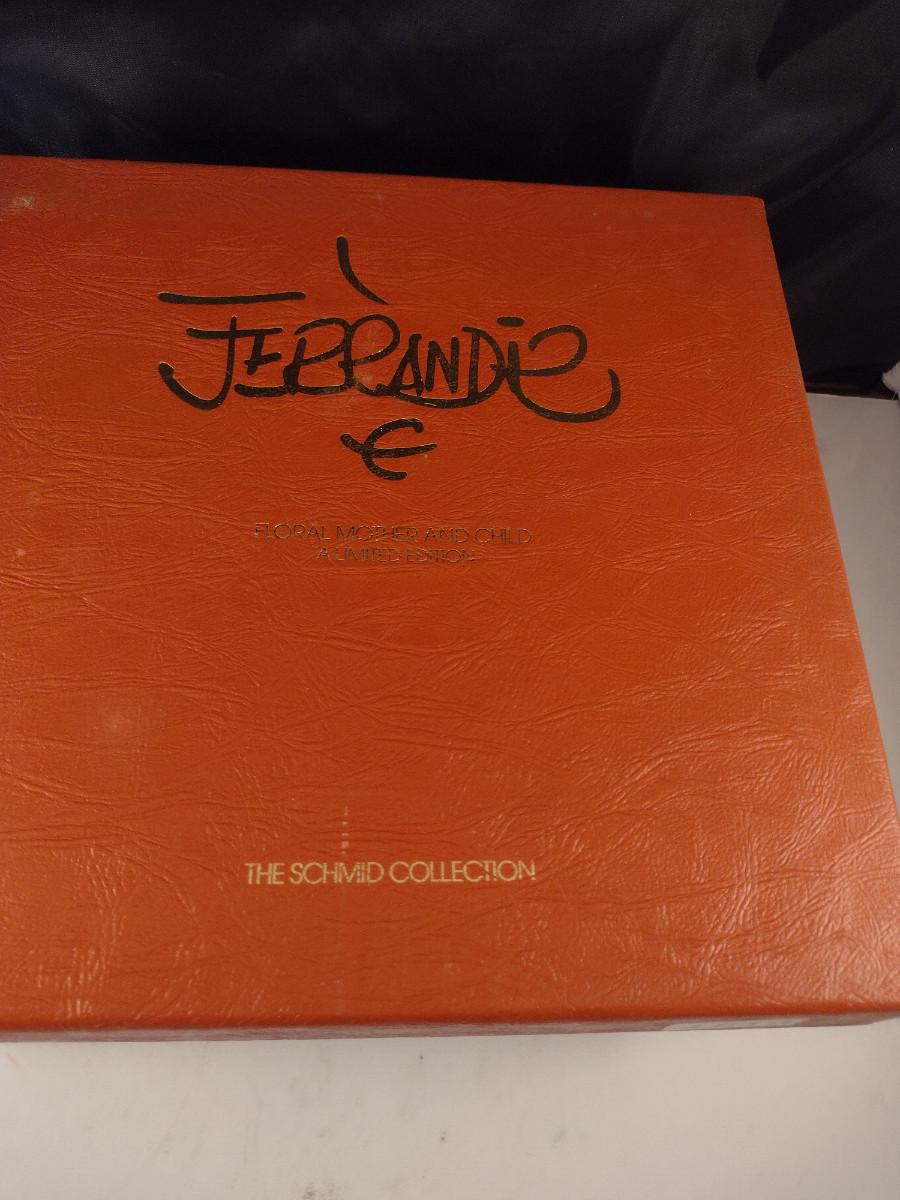 FERRANDIZ
FLORAL MOTHER AND CHILD
A LIMITED EDITION
THE SCHMID COLLECTION